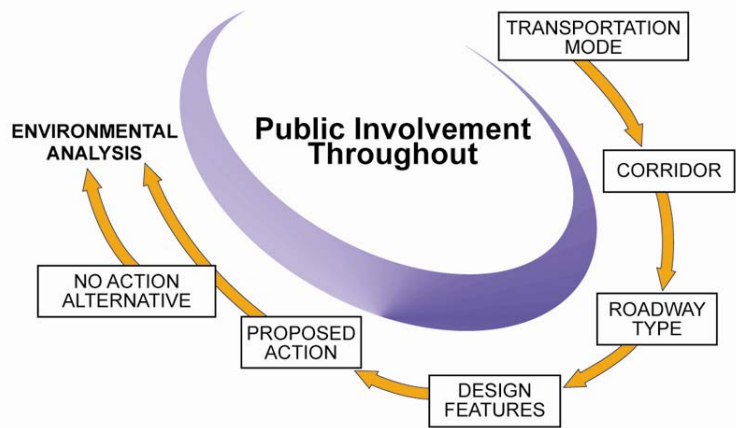 TRANSPORTATION
MODE
CORRIDOR
ROADWAY
TYPE
DESIGN
FEATURES
PROPOSED
ACTION
NO ACTION
ALTERNATIVE
ENVIRONMENTAL
ANALYSIS
Public Involvement
Throughout